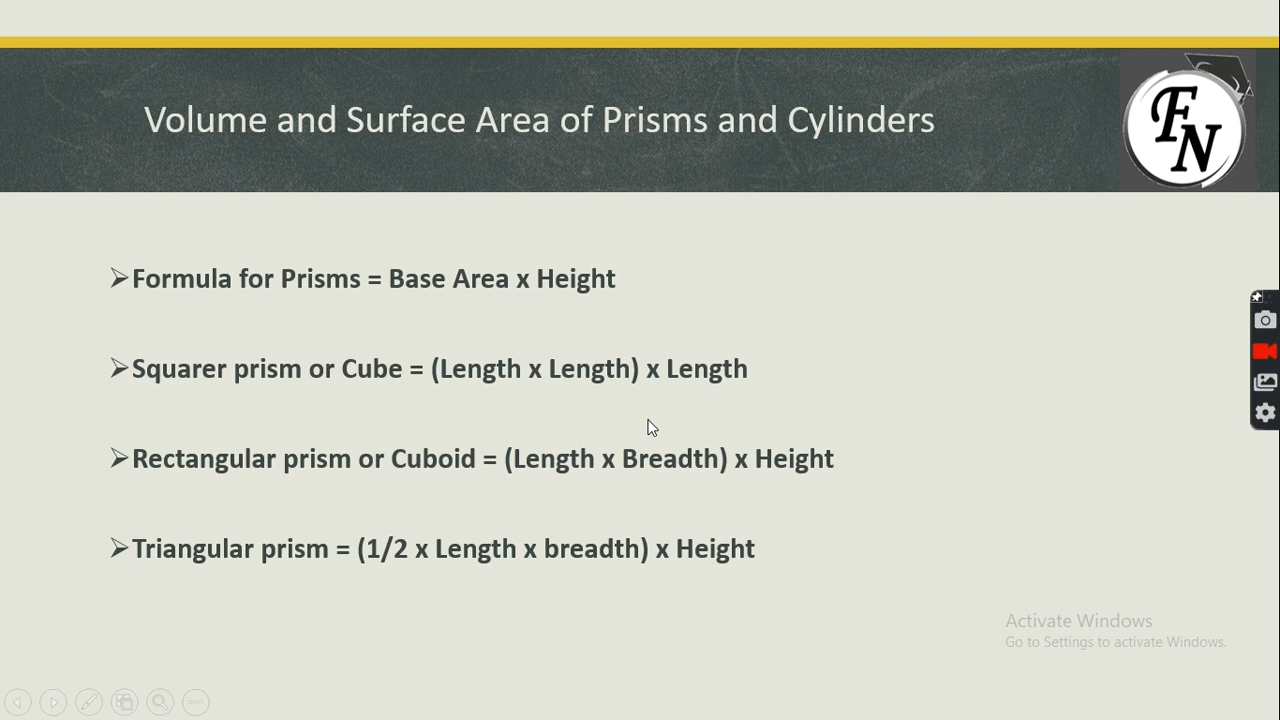 Volume and Surface Area of Prisms and Cylinders
FN
➢Formula for Prisms = Base Area x Height
➢Squarer prism or Cube = (Length x Length) x Length
➢Rectangular prism or Cuboid = (Length x Breadth) x Height
➢Triangular prism = (1/2 x Length x breadth) x Height
Activate Windows
Go to Settings to activate Windows.